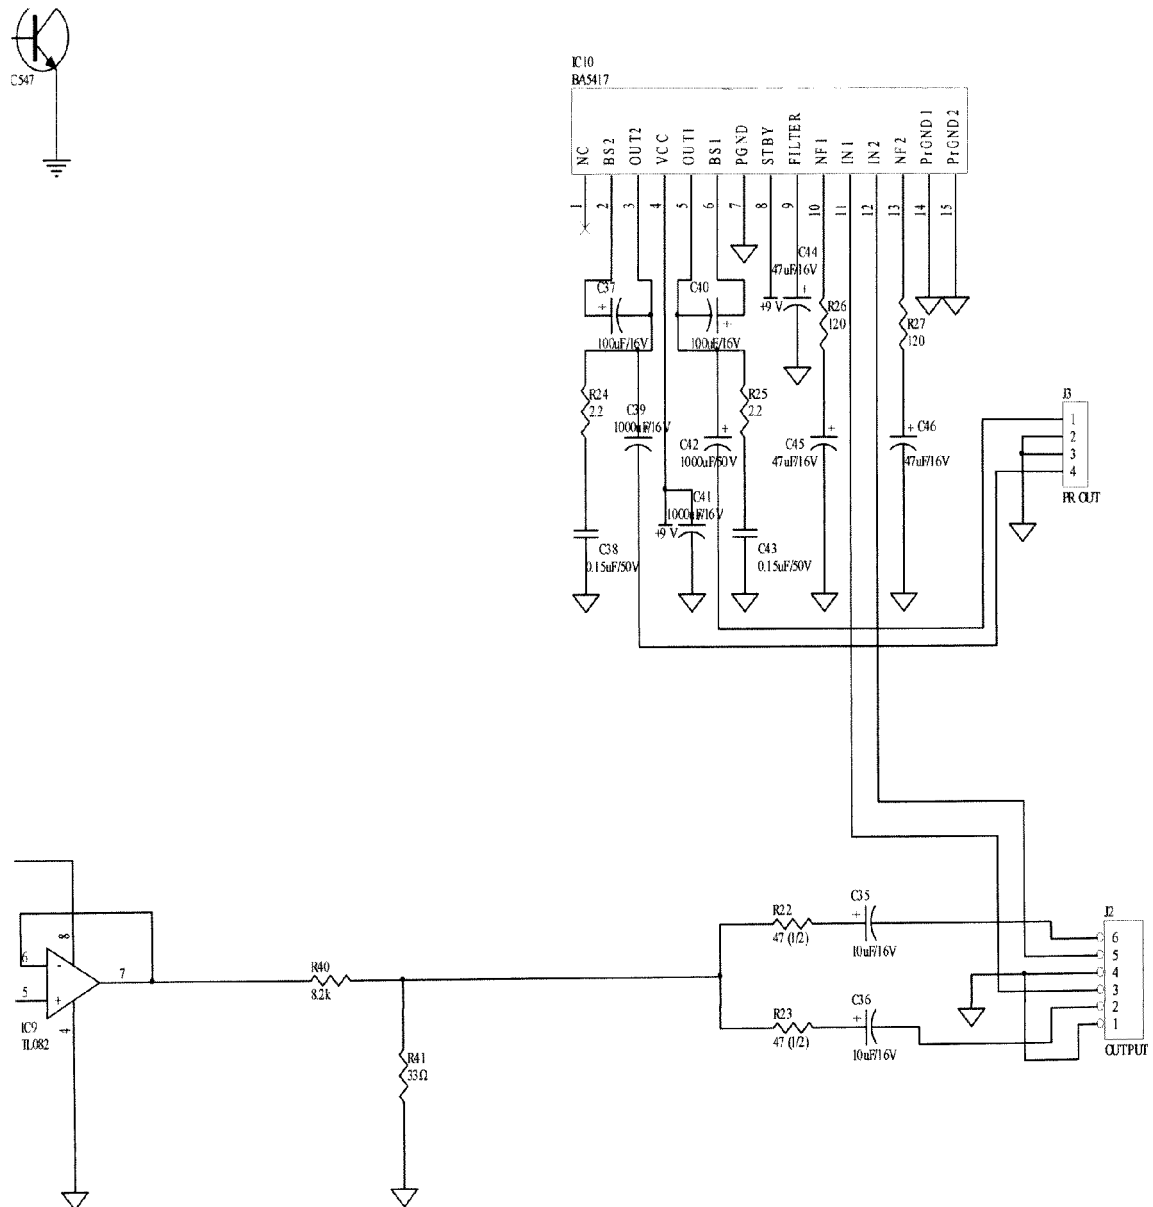 C547
IC10
BA5417
NC
BS2
OUT2
VCC
OUT1
BS1
PGND
STBY
FILTER
NF1
IN1
IN2
NF2
PrGND1
PrGND2
1
2
3
4
5
6
7
8
9
10
11
12
13
14
15
C44
47uF/16V
C37
+
100uF/16V
C40
+
100uF/16V
+9 V
+
R26
120
R27
120
R24
2.2
C39
1000uF/16V
C42
1000uF/50V
+
R25
2.2
C45
47uF/16V
+
C46
47uF/16V
+
J3
1
2
3
4
PR OUT
C41
1000uF/16V
+9 V
C38
0.15uF/50V
C43
0.15uF/50V
6
-
8
7
5
+
4
IC9
TL082
R40
8.2k
R41
33Ω
R22
47 (1/2)
C35
+
10uF/16V
R23
47 (1/2)
C36
+
10uF/16V
J2
6
5
4
3
2
1
OUTPUT